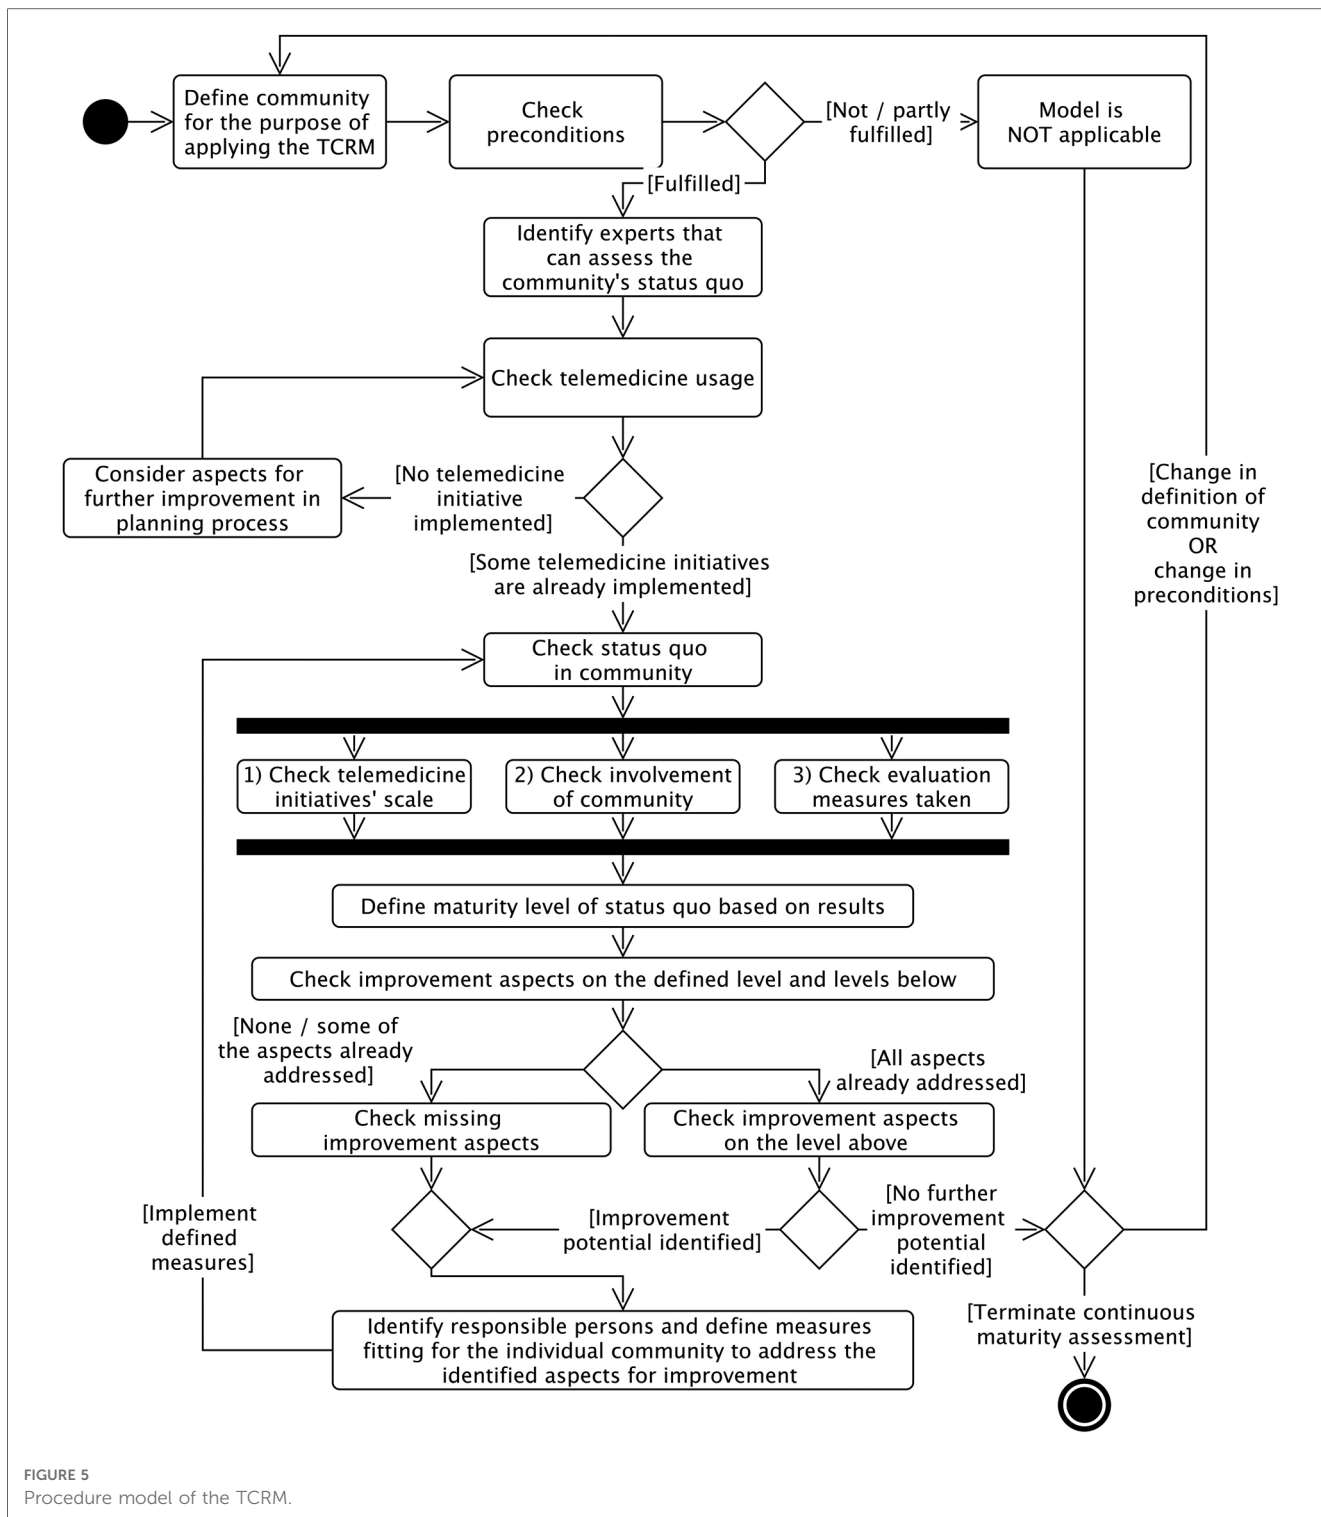 Define community
for the purpose of
applying the TCRM
Check
preconditions
[Not / partly
fulfilled]
Model is
NOT applicable
[Fulfilled]
Identify experts that
can assess the
community's status quo
Check telemedicine usage
Consider aspects for
further improvement in
planning process
[No telemedicine
initiative
implemented]
[Change in
definition of
community
OR
change in
preconditions]
[Some telemedicine initiatives
are already implemented]
Check status quo
in community
1) Check telemedicine
initiatives' scale
2) Check involvement
of community
3) Check evaluation
measures taken
Define maturity level of status quo based on results
Check improvement aspects on the defined level and levels below
[None / some of
the aspects already
addressed]
[All aspects
already addressed]
Check missing
improvement aspects
Check improvement aspects
on the level above
[Implement
defined
measures]
[Improvement
potential identified]
[No further
improvement
potential
identified]
Identify responsible persons and define measures
fitting for the individual community to address the
identified aspects for improvement
[Terminate continuous
maturity assessment]
FIGURE 5
Procedure model of the TCRM.